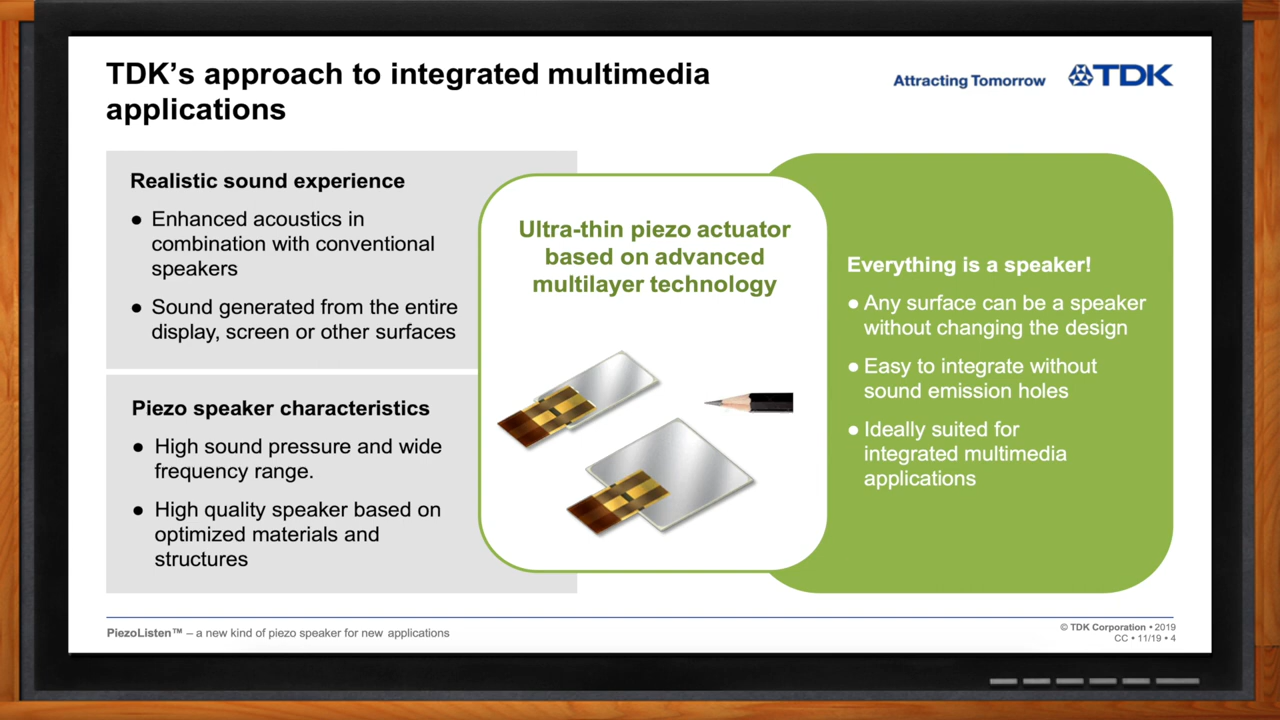 TDK's approach to integrated multimedia
applications
Attracting Tomorrow
TDK
Realistic sound experience
● Enhanced acoustics in
combination with conventional
speakers
● Sound generated from the entire
display, screen or other surfaces
Piezo speaker characteristics
● High sound pressure and wide
frequency range.
● High quality speaker based on
optimized materials and
structures
Ultra-thin piezo actuator
based on advanced
multilayer technology
Everything is a speaker!
● Any surface can be a speaker
without changing the design
● Easy to integrate without
sound emission holes
● Ideally suited for
integrated multimedia
applications
PiezoListen™ – a new kind of piezo speaker for new applications
© TDK Corporation • 2019
CC • 11/19 • 4